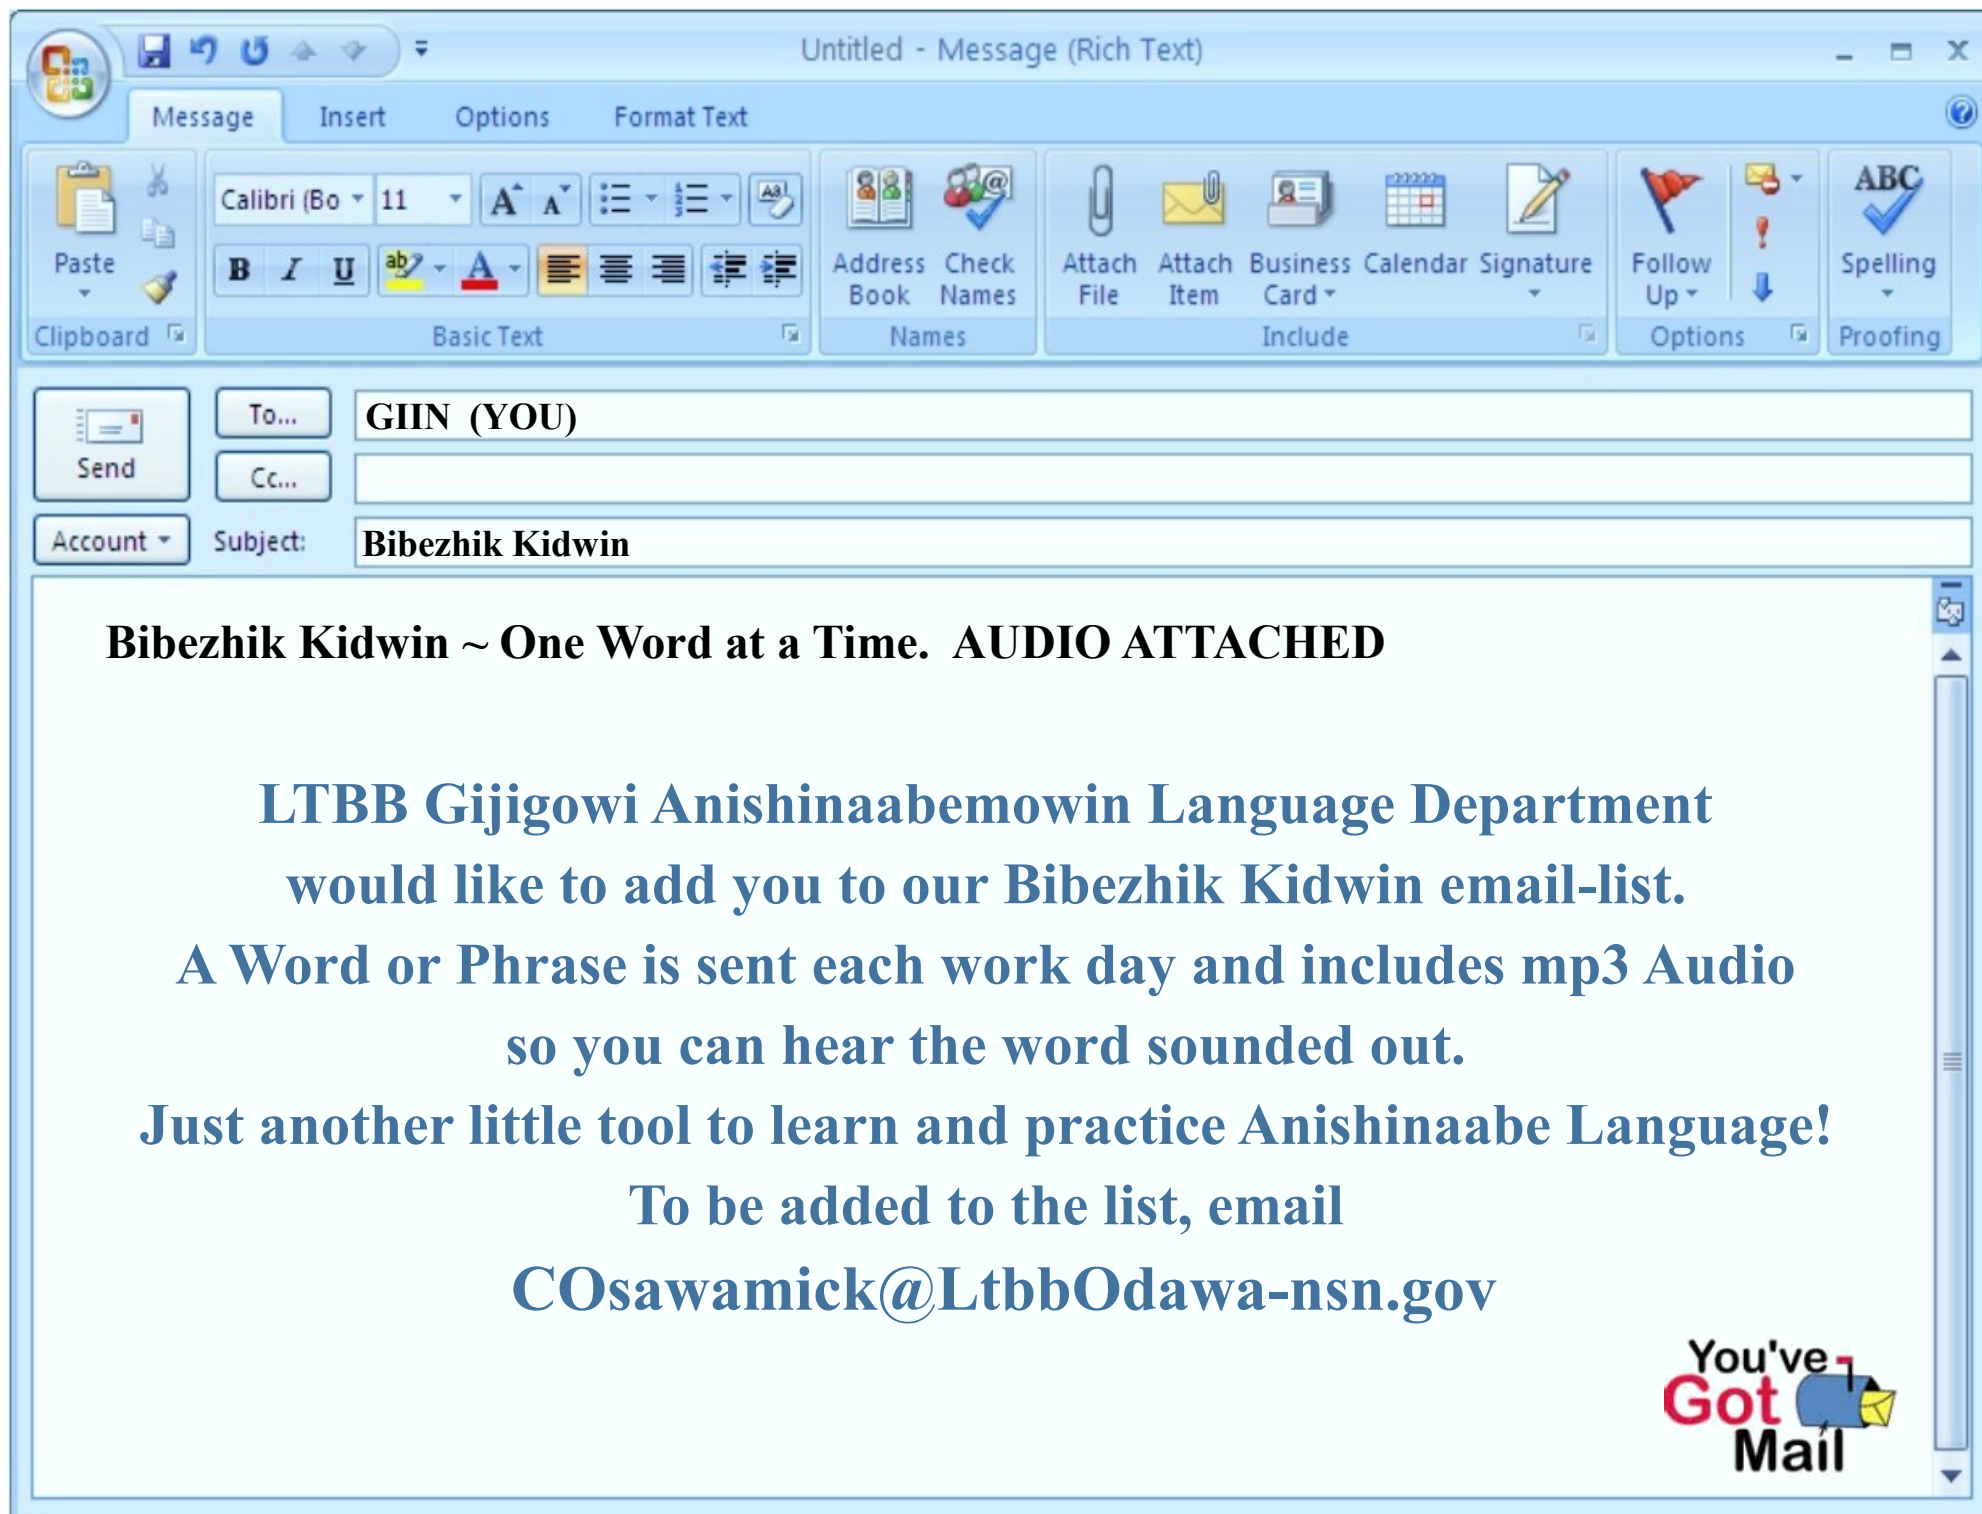 Untitled - Message (Rich Text)
Message Insert Options Format Text
Calibri (Bo 11
Paste
B I U
Address Book
Check Names
Attach File
Attach Item
Business Card
Calendar
Signature
Follow Up
ABC
Spelling
Clipboard Basic Text Names Include Options Proofing
Send
To... GIIN (YOU)
Cc...
Account Subject: Bibezhik Kidwin
Bibezhik Kidwin ~ One Word at a Time. AUDIO ATTACHED
LTBB Gijigowi Anishinaabemowin Language Department
would like to add you to our Bibezhik Kidwin email-list.
A Word or Phrase is sent each work day and includes mp3 Audio
so you can hear the word sounded out.
Just another little tool to learn and practice Anishinaabe Language!
To be added to the list, email
COsawamick@LtbbOdawa-nsn.gov
You've
Got
Mail